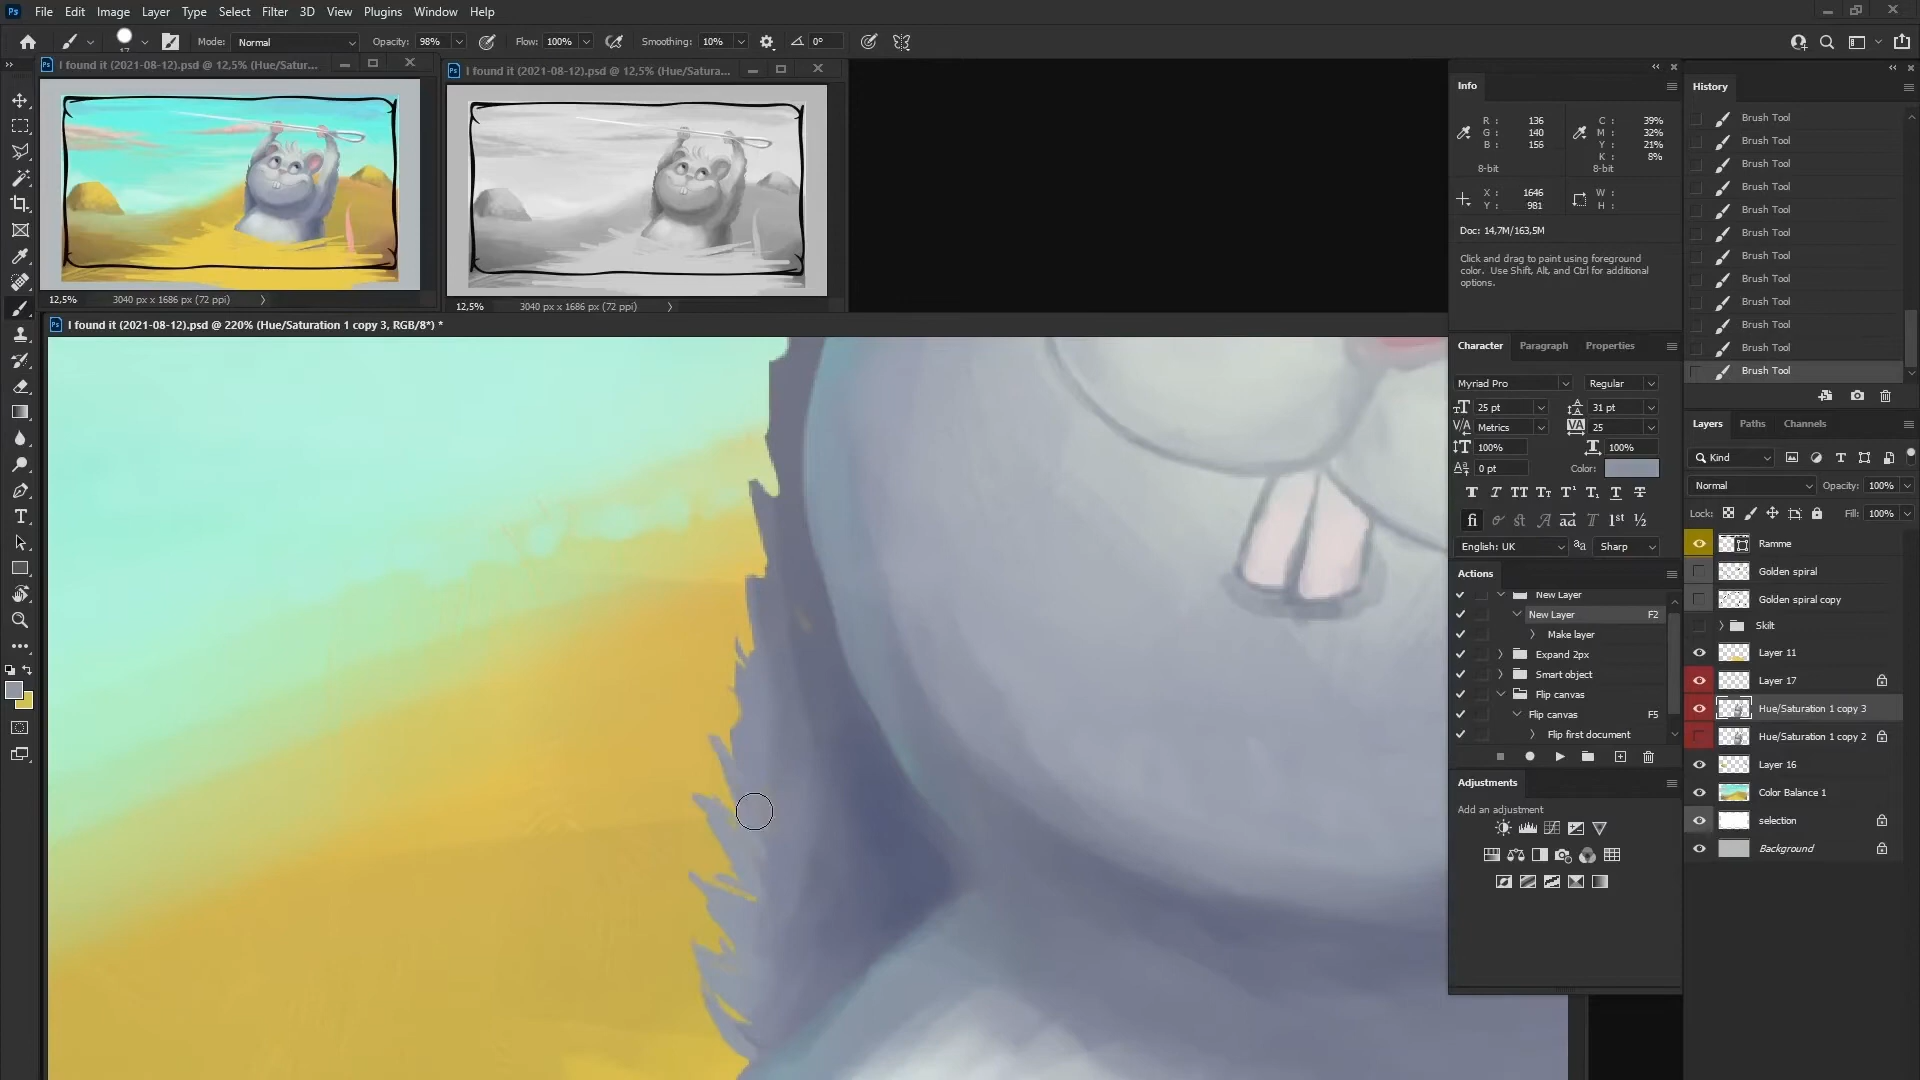 Ps File Edit Image Layer Type Select Filter 3D View Plugins Window Help
17 Mode: Normal Opacity: 98% Flow: 100% Smoothing: 10% 0°
I found it (2021-08-12).psd @ 12,5% (Hue/Satur...
I found it (2021-08-12).psd @ 12,5% (Hue/Satura...
12,5% 3040 px x 1686 px (72 ppi)
12,5% 3040 px x 1686 px (72 ppi)
I found it (2021-08-12).psd @ 220% (Hue/Saturation 1 copy 3, RGB/8*) *
Info
R : 136 C : 39%
G : 140 M : 32%
B : 156 Y : 21%
K : 8%
8-bit 8-bit
X : 1646 W :
Y : 981 H :
Doc: 14,7M/163,5M
Click and drag to paint using foreground
color. Use Shift, Alt, and Ctrl for additional
options.
Character Paragraph Properties
Myriad Pro Regular
25 pt 31 pt
Metrics 25
100% 100%
0 pt Color:
English: UK Sharp
Actions
New Layer
New Layer F2
Make layer
Expand 2px
Smart object
Flip canvas
Flip canvas F5
Flip first document
Adjustments
Add an adjustment
History
Brush Tool
Brush Tool
Brush Tool
Brush Tool
Brush Tool
Brush Tool
Brush Tool
Brush Tool
Brush Tool
Brush Tool
Brush Tool
Brush Tool
Layers Paths Channels
Kind
Normal Opacity: 100%
Lock: Fill: 100%
Ramme
Golden spiral
Golden spiral copy
Skilt
Layer 11
Layer 17
Hue/Saturation 1 copy 3
Hue/Saturation 1 copy 2
Layer 16
Color Balance 1
selection
Background